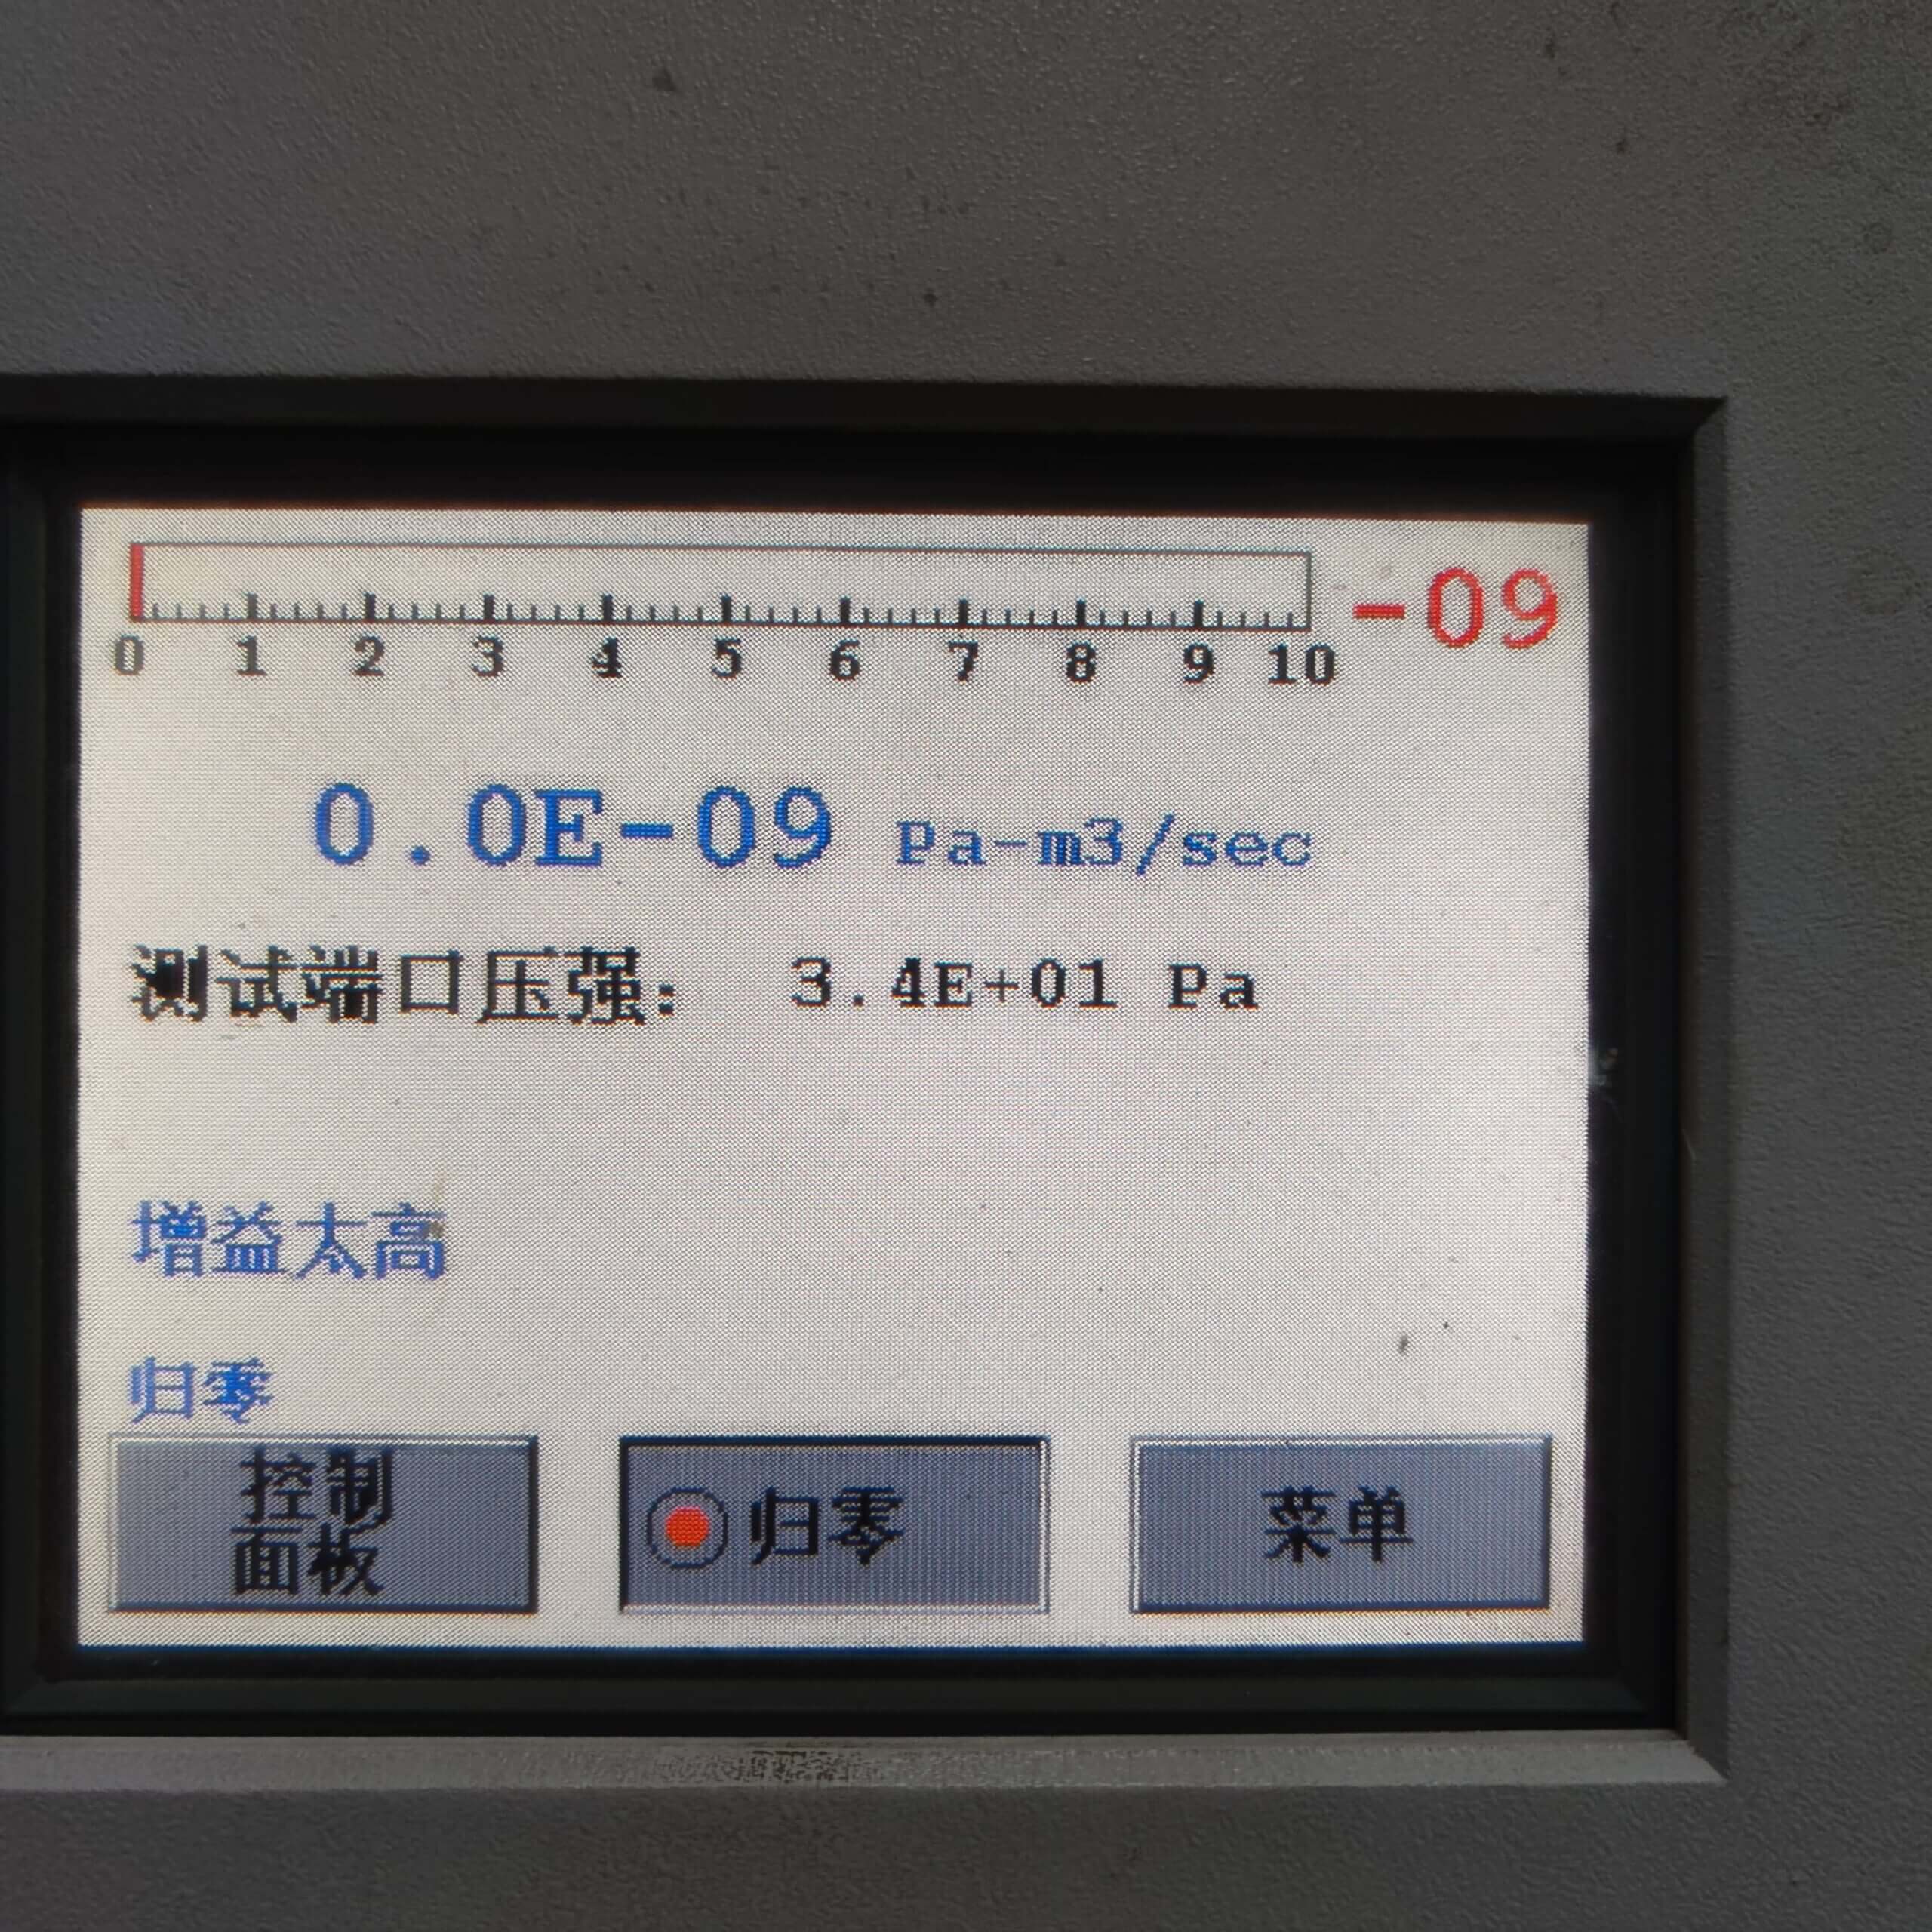 -09
0 1 2 3 4 5 6 7 8 9 10
0.0E-09 Pa-m3/sec
测试端口压强: 3.4E+01 Pa
增益太高
归零
控制
面板
归零
菜单